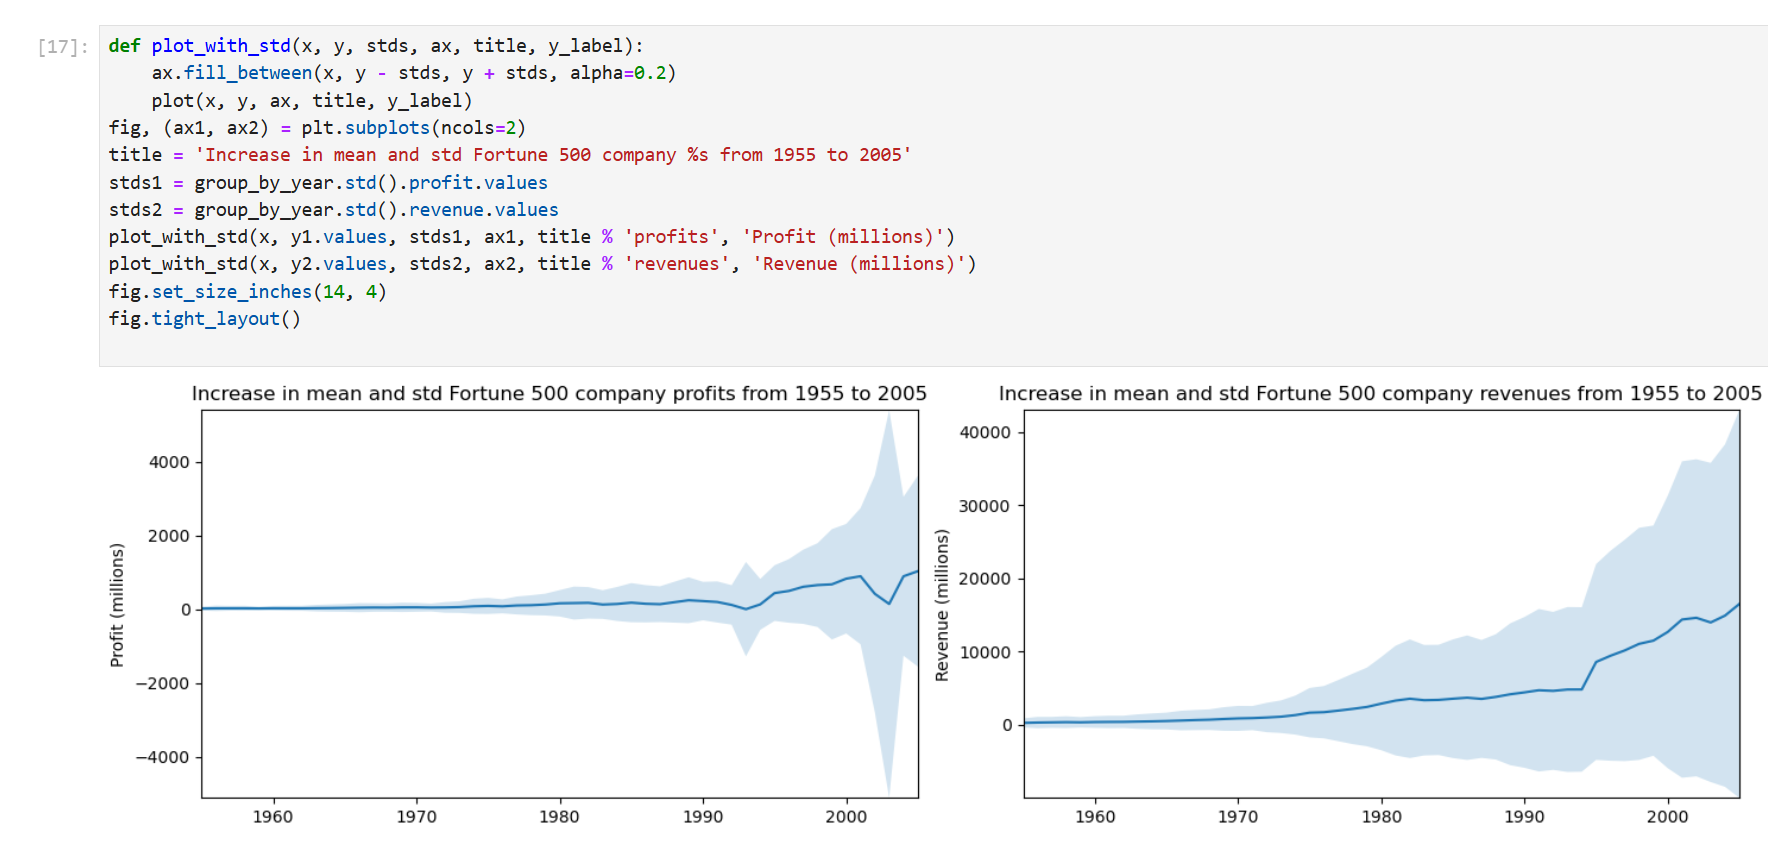 [17]: def plot_with_std(x, y, stds, ax, title, y_label):
    ax.fill_between(x, y - stds, y + stds, alpha=0.2)
    plot(x, y, ax, title, y_label)
fig, (ax1, ax2) = plt.subplots(ncols=2)
title = 'Increase in mean and std Fortune 500 company %s from 1955 to 2005'
stds1 = group_by_year.std().profit.values
stds2 = group_by_year.std().revenue.values
plot_with_std(x, y1.values, stds1, ax1, title % 'profits', 'Profit (millions)')
plot_with_std(x, y2.values, stds2, ax2, title % 'revenues', 'Revenue (millions)')
fig.set_size_inches(14, 4)
fig.tight_layout()
Increase in mean and std Fortune 500 company profits from 1955 to 2005
4000
2000
0
−2000
−4000
Profit (millions)
1960 1970 1980 1990 2000
Increase in mean and std Fortune 500 company revenues from 1955 to 2005
40000
30000
20000
10000
0
Revenue (millions)
1960 1970 1980 1990 2000